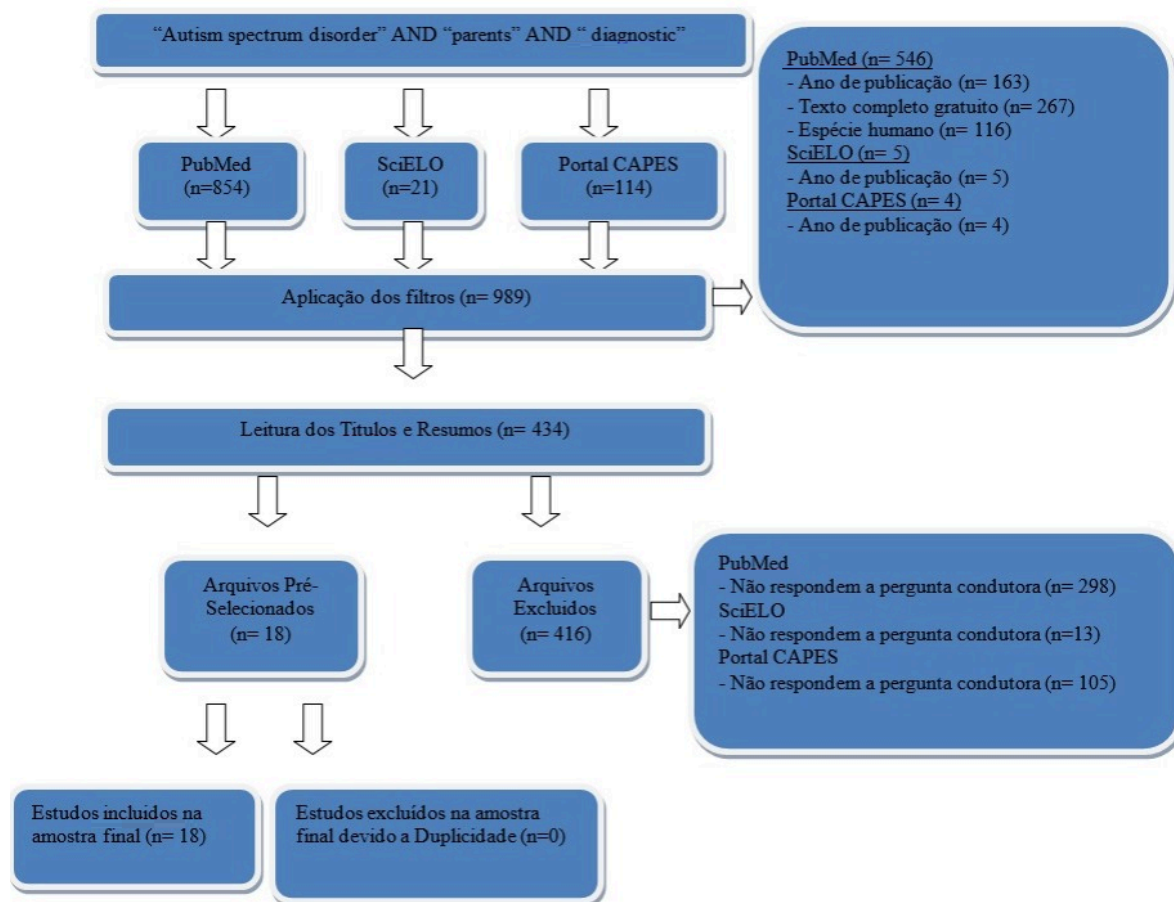 “Autism spectrum disorder” AND “parents” AND “ diagnostic”
PubMed (n= 546)
- Ano de publicação (n= 163)
- Texto completo gratuito (n= 267)
- Espécie humano (n= 116)
SciELO (n= 5)
- Ano de publicação (n= 5)
Portal CAPES (n= 4)
- Ano de publicação (n= 4)
PubMed
(n=854)
SciELO
(n=21)
Portal CAPES
(n=114)
Aplicação dos filtros (n= 989)
Leitura dos Titulos e Resumos (n= 434)
Arquivos Pré-
Selecionados
(n= 18)
Arquivos
Excluidos
(n= 416)
PubMed
- Não respondem a pergunta condutora (n= 298)
SciELO
- Não respondem a pergunta condutora (n=13)
Portal CAPES
- Não respondem a pergunta condutora (n= 105)
Estudos incluidos na
amostra final (n= 18)
Estudos excluídos na amostra
final devido a Duplicidade (n=0)